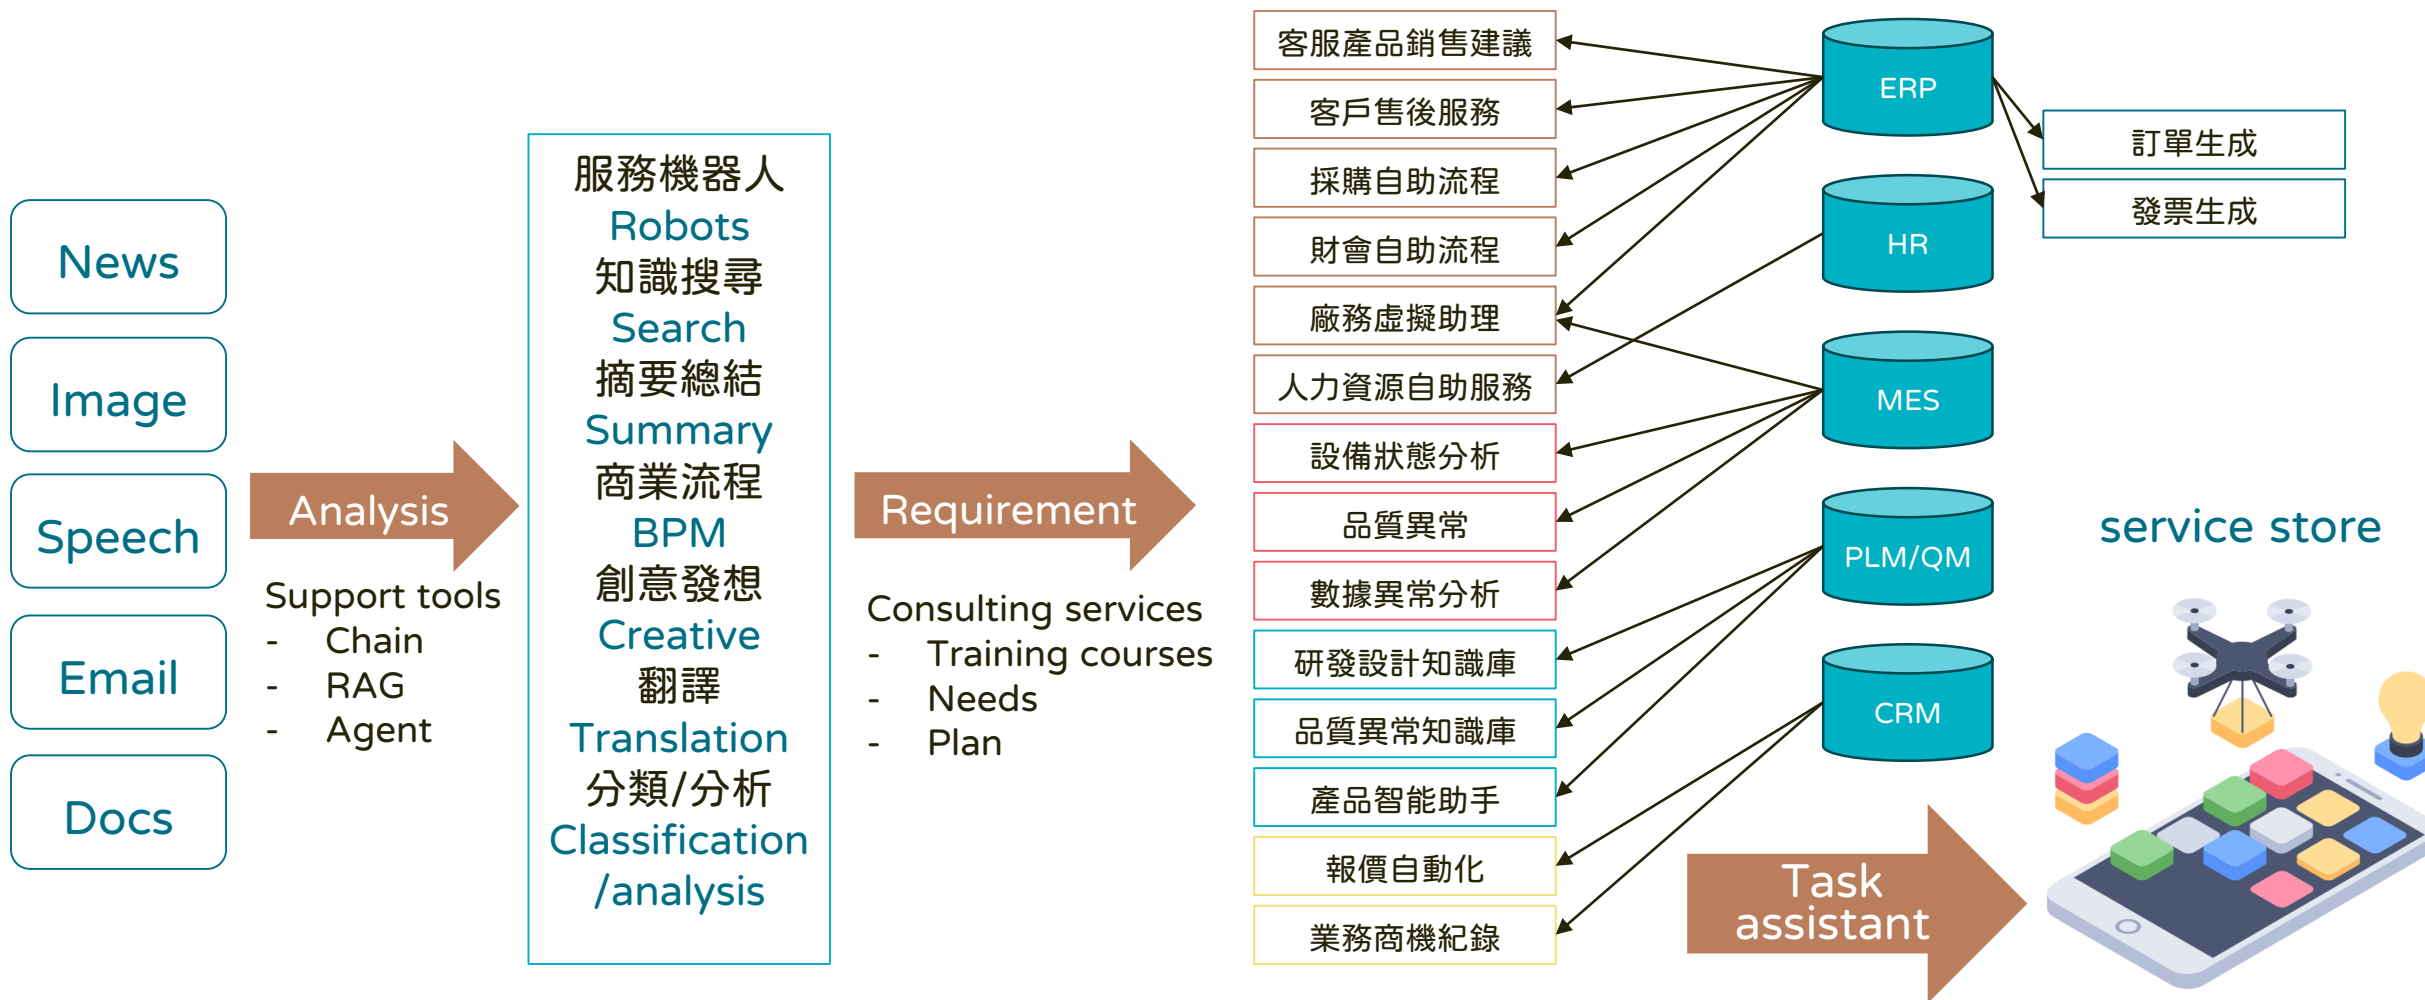 News
Image
Speech
Email
Docs
Analysis
Support tools
- Chain
- RAG
- Agent
服務機器人
Robots
知識搜尋
Search
摘要總結
Summary
商業流程
BPM
創意發想
Creative
翻譯
Translation
分類/分析
Classification
/analysis
Requirement
Consulting services
- Training courses
- Needs
- Plan
客服產品銷售建議
客戶售後服務
採購自助流程
財會自助流程
廠務虛擬助理
人力資源自助服務
設備狀態分析
品質異常
數據異常分析
研發設計知識庫
品質異常知識庫
產品智能助手
報價自動化
業務商機紀錄
ERP
HR
MES
PLM/QM
CRM
訂單生成
發票生成
service store
Task
assistant